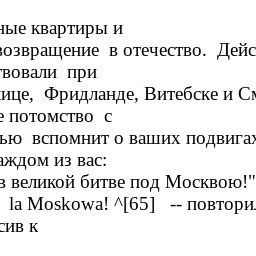 ные квартиры и
возвращение в отечество. Дейс
твовали при
ице, Фридланде, Витебске и См
е потомство с
ью вспомнит о ваших подвигах
аждом из вас:
в великой битве под Москвою!"
la Moskowa! ^[65] -- повторил
сив к